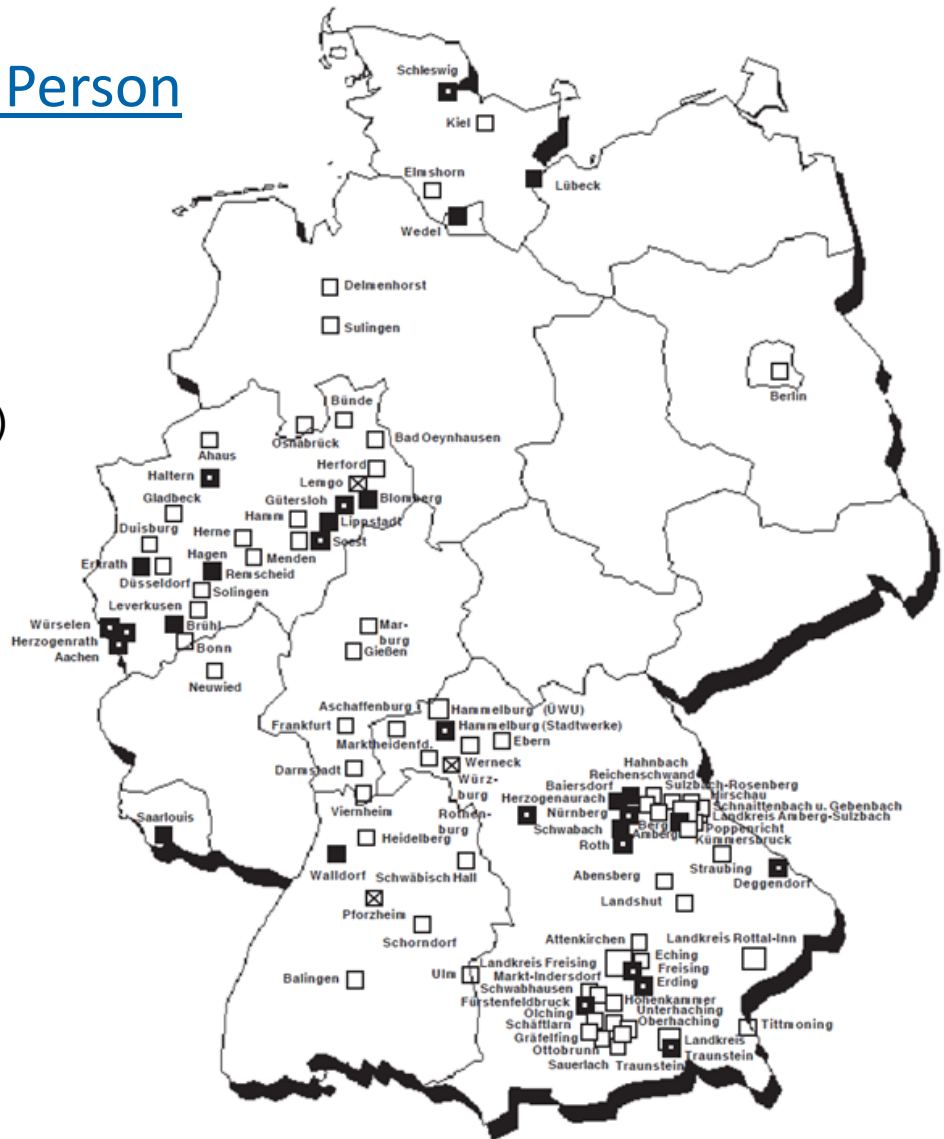 Person
Schleswig
Kiel
Elmshorn
Lübeck
Wedel
Delmenhorst
Sulingen
Berlin
)
Bünde
Osnabrück
Bad Oeynhausen
Ahaus
Herford
Haltern
Lemgo
Gladbeck
Gütersloh
Blomberg
Hamm
Lippstadt
Duisburg
Herne
Soest
Hagen
Menden
Erkrath
Remscheid
Düsseldorf
Solingen
Leverkusen
Würselen
Brühl
Mar-
burg
Herzogenrath
Bonn
Aachen
Gießen
Neuwied
Aschaffenburg
Hammelburg (ÜWU)
Frankfurt
Hammelburg (Stadtwerke)
Marktheidenfd.
Ebern
Werneck
Darmstadt
Würz-
burg
Hahnbach
Reichenschwand
Baiersdorf
Sulzbach-Rosenberg
Viernheim
Herzogenaurach
Hirschau
Rothen-
burg
Nürnberg
Schnaittenbach u. Gebenbach
Saarlouis
Landkreis Amberg-Sulzbach
Heidelberg
Schwabach
Berg
Poppenricht
Amberg
Roth
Kümmersbruck
Walldorf
Schwäbisch Hall
Straubing
Abensberg
Deggendorf
Pforzheim
Landshut
Schorndorf
Attenkirchen
Landkreis Rottal-Inn
Eching
Landkreis Freising
Freising
Balingen
Ulm
Markt-Indersdorf
Erding
Schwabhausen
Fürstenfeldbruck
Hohenkammer
Olching
Unterhaching
Schäftlarn
Oberhaching
Tittmoning
Gräfelfing
Landkreis
Traunstein
Ottobrunn
Sauerlach
Traunstein